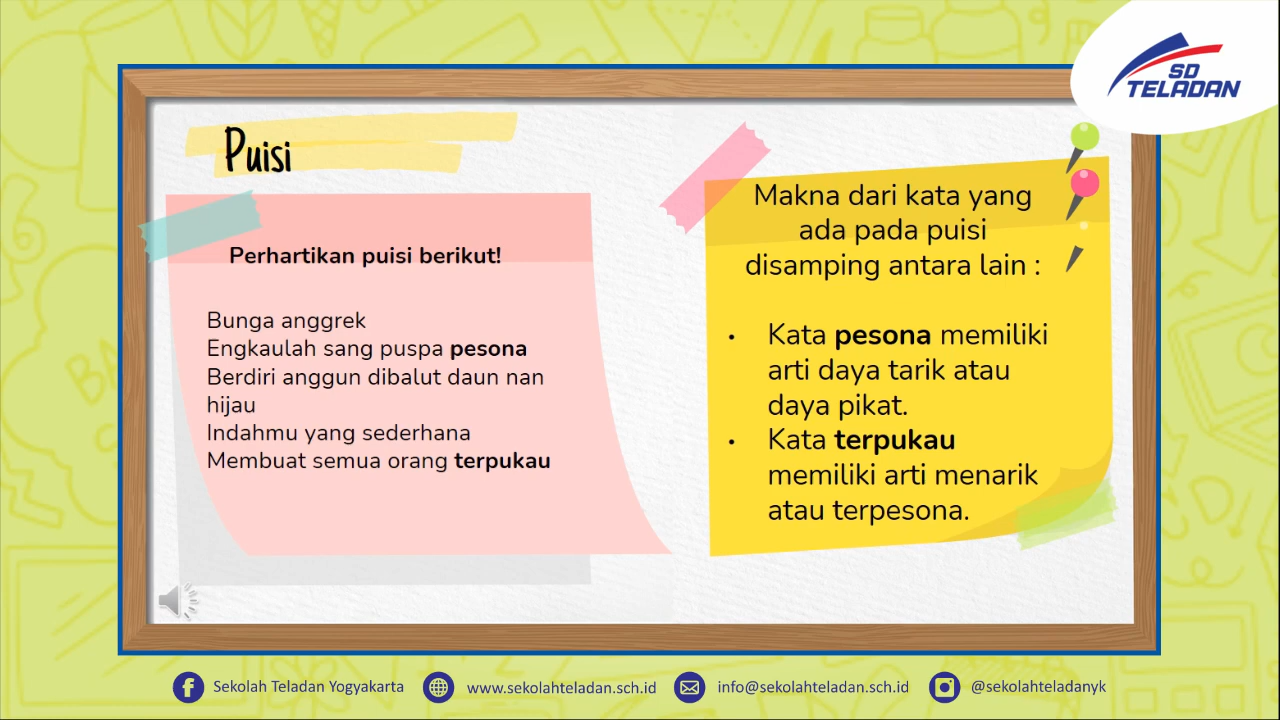 SD
TELADAN
Puisi
Perhartikan puisi berikut!
Bunga anggrek
Engkaulah sang puspa pesona
Berdiri anggun dibalut daun nan
hijau
Indahmu yang sederhana
Membuat semua orang terpukau
Makna dari kata yang
ada pada puisi
disamping antara lain :
• Kata pesona memiliki
arti daya tarik atau
daya pikat.
• Kata terpukau
memiliki arti menarik
atau terpesona.
Sekolah Teladan Yogyakarta
www.sekolahteladan.sch.id
info@sekolahteladan.sch.id
@sekolahteladanyk